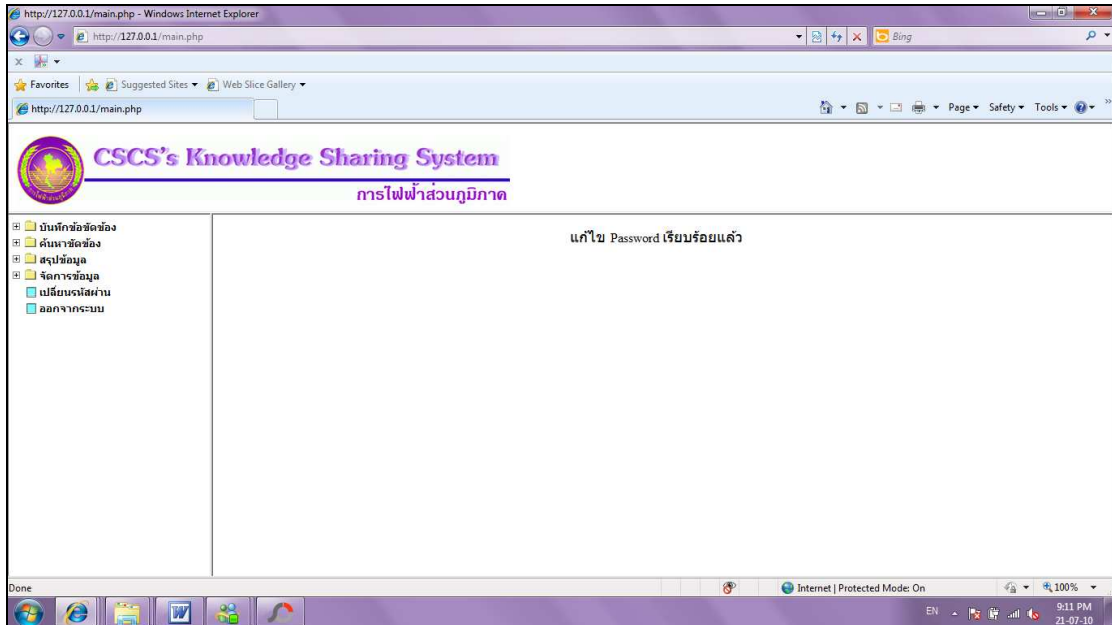 http://127.0.0.1/main.php - Windows Internet Explorer
http://127.0.0.1/main.php
Bing
x
Favorites Suggested Sites Web Slice Gallery
http://127.0.0.1/main.php
Page Safety Tools
CSCS's Knowledge Sharing System
การไฟฟ้าส่วนภูมิภาค
บันทึกข้อขัดข้อง
ค้นหาขัดข้อง
สรุปข้อมูล
จัดการข้อมูล
เปลี่ยนรหัสผ่าน
ออกจากระบบ
แก้ไข Password เรียบร้อยแล้ว
Done
Internet | Protected Mode: On
100%
EN
9:11 PM
21-07-10